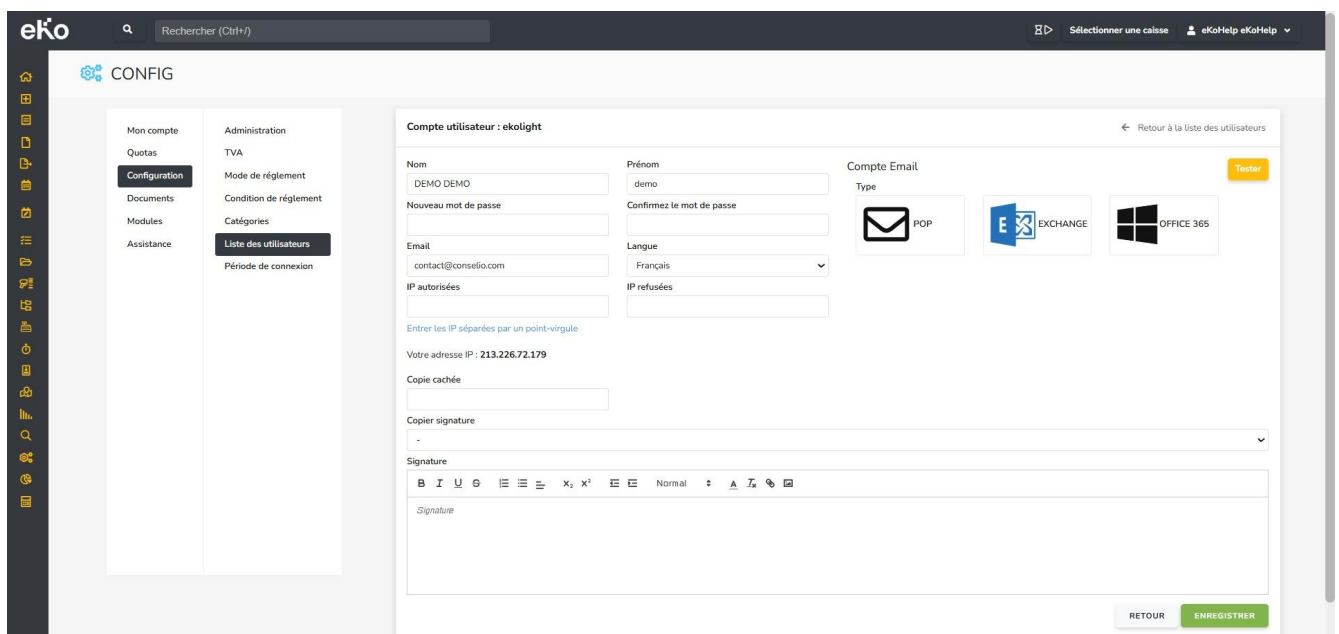 eko
Rechercher (Ctrl+/)
Sélectionner une caisse
eKoHelp eKoHelp
CONFIG
Mon compte
Quotas
Configuration
Documents
Modules
Assistance
Administration
TVA
Mode de réglement
Condition de réglement
Catégories
Liste des utilisateurs
Période de connexion
Compte utilisateur : ekolight
Retour à la liste des utilisateurs
Nom
Prénom
DEMO DEMO
demo
Nouveau mot de passe
Confirmez le mot de passe
Email
Langue
contact@conselio.com
Français
IP autorisées
IP refusées
Entrer les IP séparées par un point-virgule
Votre adresse IP : 213.226.72.179
Copie cachée
Copier signature
-
Signature
B I U S X₂ X² Normal A Tx
Signature
Compte Email
Tester
Type
POP
E X EXCHANGE
OFFICE 365
RETOUR
ENREGISTRER